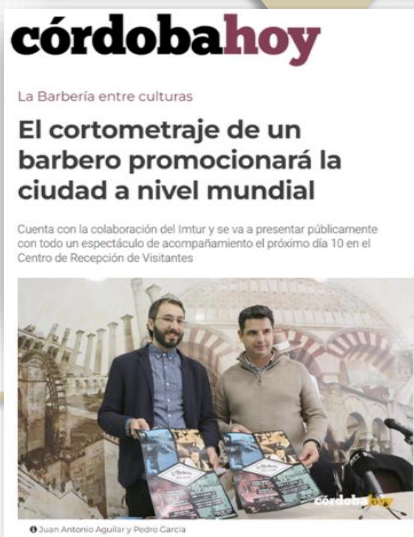 córdobahoy
La Barbería entre culturas
El cortometraje de un
barbero promocionará la
ciudad a nivel mundial
Cuenta con la colaboración del Imtur y se va a presentar públicamente
con todo un espectáculo de acompañamiento el próximo día 10 en el
Centro de Recepción de Visitantes
córdobahoy
Juan Antonio Aguilar y Pedro García